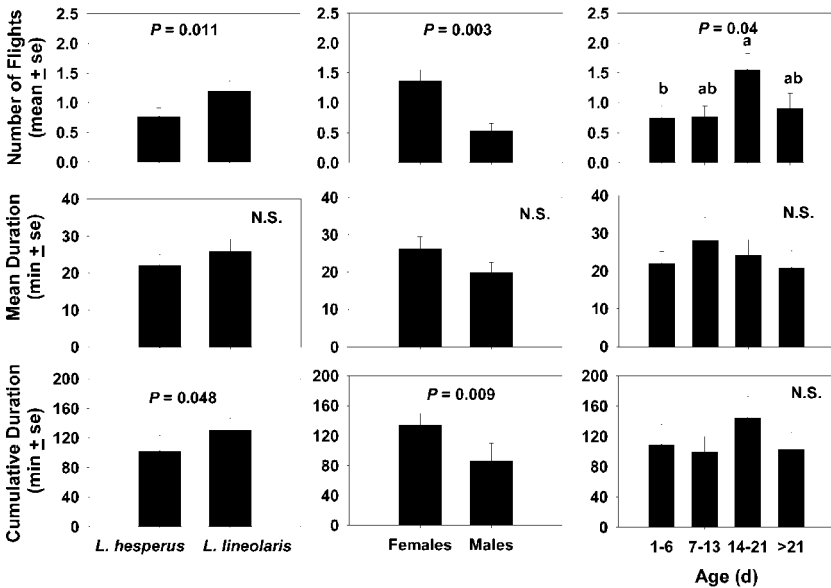 Number of Flights
(mean ± se)
2.5
2.0
1.5
1.0
0.5
0.0
P = 0.011
2.5
2.0
1.5
1.0
0.5
0.0
P = 0.003
2.5
2.0
1.5
1.0
0.5
0.0
P = 0.04
b
ab
a
ab
Mean Duration
(min ± se)
40
30
20
10
0
N.S.
40
30
20
10
0
N.S.
40
30
20
10
0
N.S.
Cumulative Duration
(min ± se)
200
160
120
80
40
0
P = 0.048
L. hesperus L. lineolaris
200
160
120
80
40
0
P = 0.009
Females Males
200
160
120
80
40
0
N.S.
1-6 7-13 14-21 >21
Age (d)